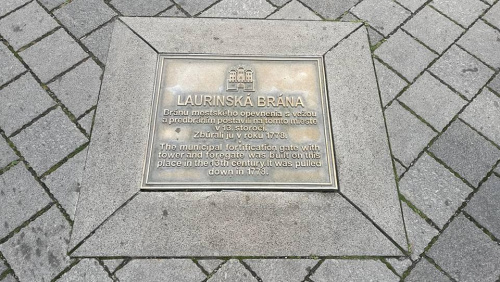 LAURINSKÁ BRÁNA
Bránu mestského opevnenia s vežou
a predbráním postavili na tomto mieste
v 13. storočí.
Zbúrali ju v roku 1778.
The municipal fortification gate with
tower and foregate was built on this
place in the 13th century. It was pulled
down in 1778.